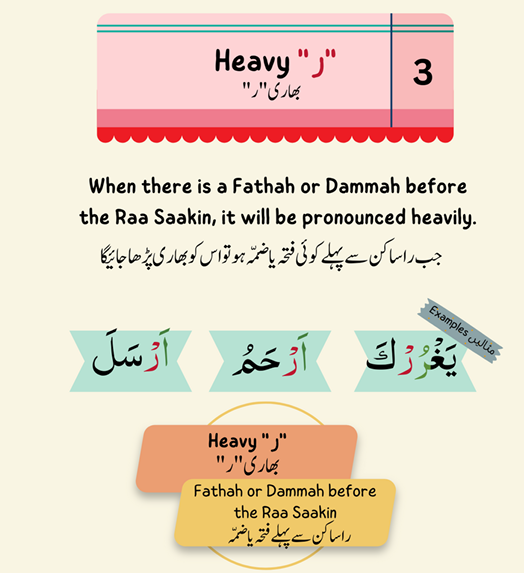 Heavy "ر"
بھاری"ر"
3
When there is a Fathah or Dammah before
the Raa Saakin, it will be pronounced heavily.
جب را ساکن سے پہلے کوئی فتحہ یا ضمّہ ہو تو اس کو بھاری پڑھا جائیگا
Examples مثالیں
يَغْرُرْكَ
اَرْحَمُ
اَرْسَلَ
Heavy "ر"
بھاری"ر"
Fathah or Dammah before
the Raa Saakin
را ساکن سے پہلے فتحہ یا ضمّہ